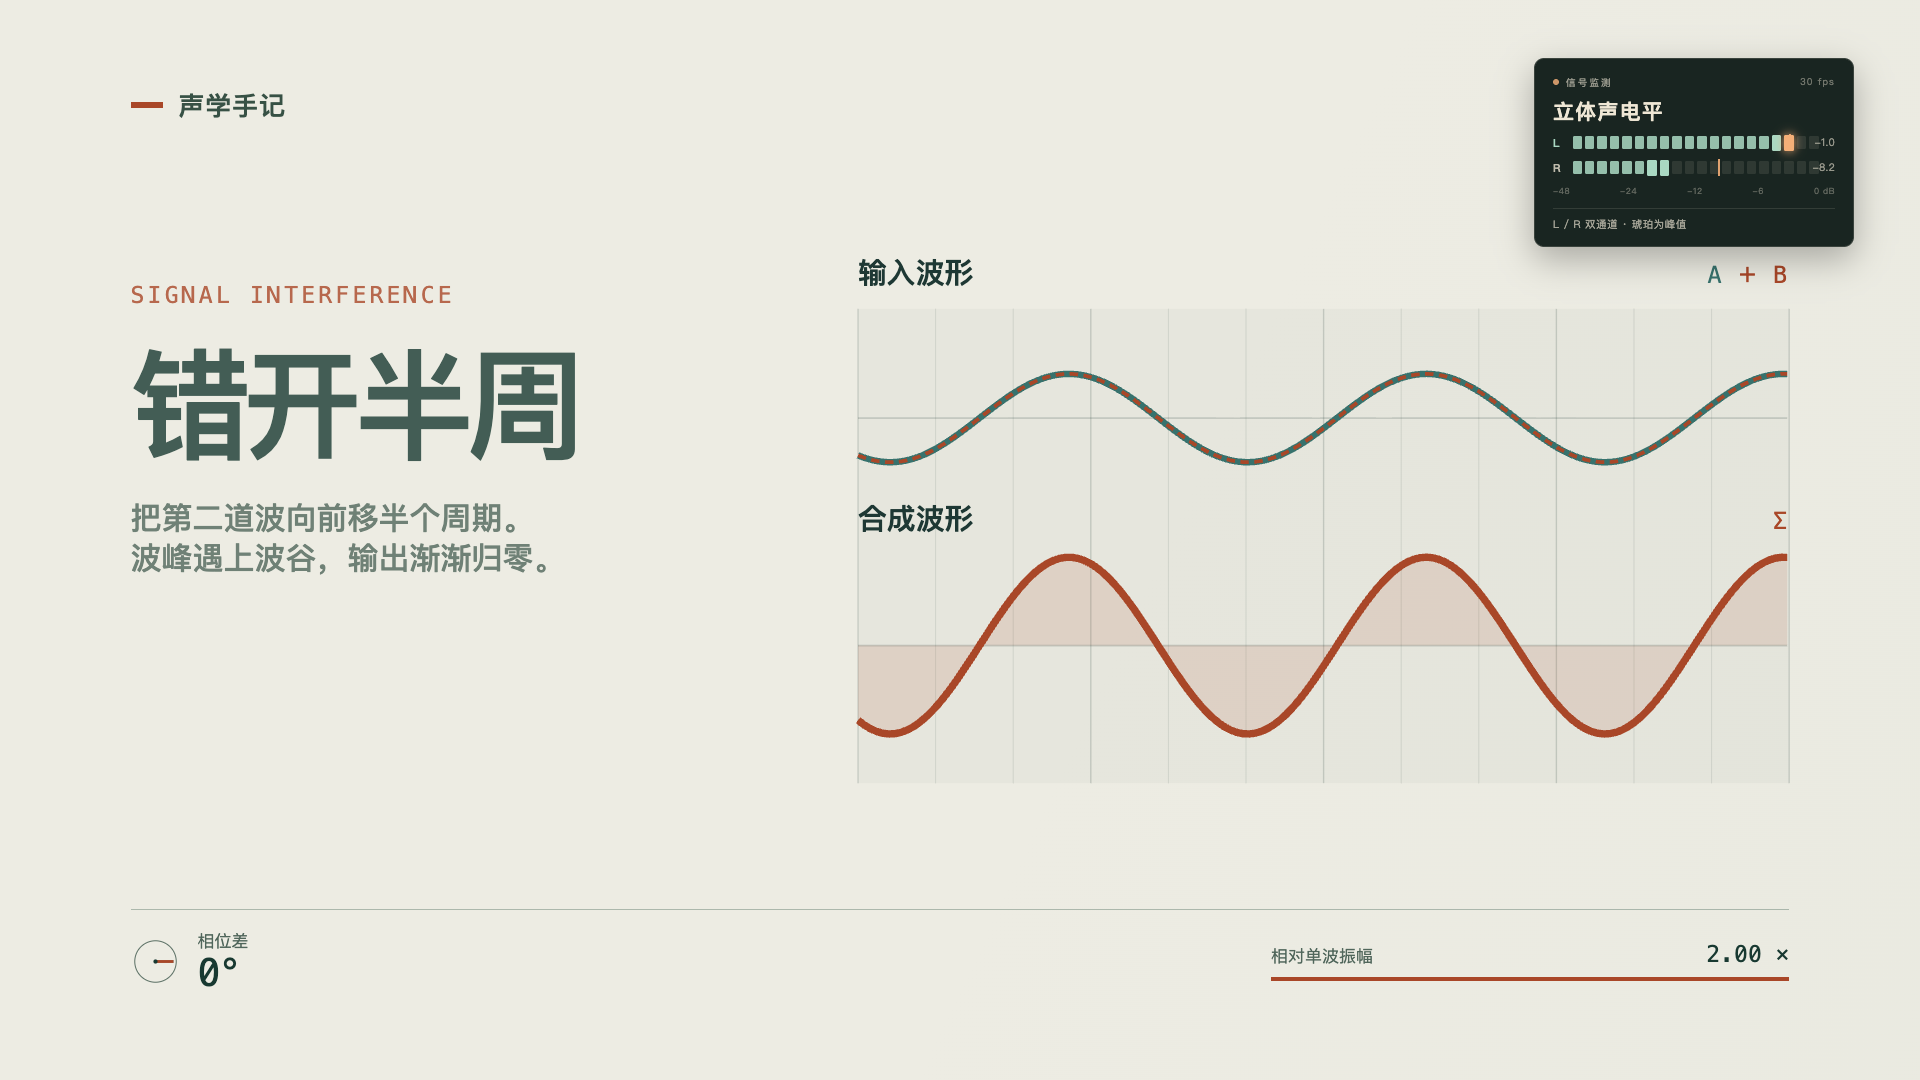 声学手记
信号监测
30 fps
立体声电平
L
−1.0
R
−8.2
−48 −24 −12 −6 0 dB
L / R 双通道 · 琥珀为峰值
SIGNAL INTERFERENCE
错开半周
把第二道波向前移半个周期。
波峰遇上波谷，输出渐渐归零。
输入波形
A + B
合成波形
Σ
相位差
0°
相对单波振幅
2.00 ×